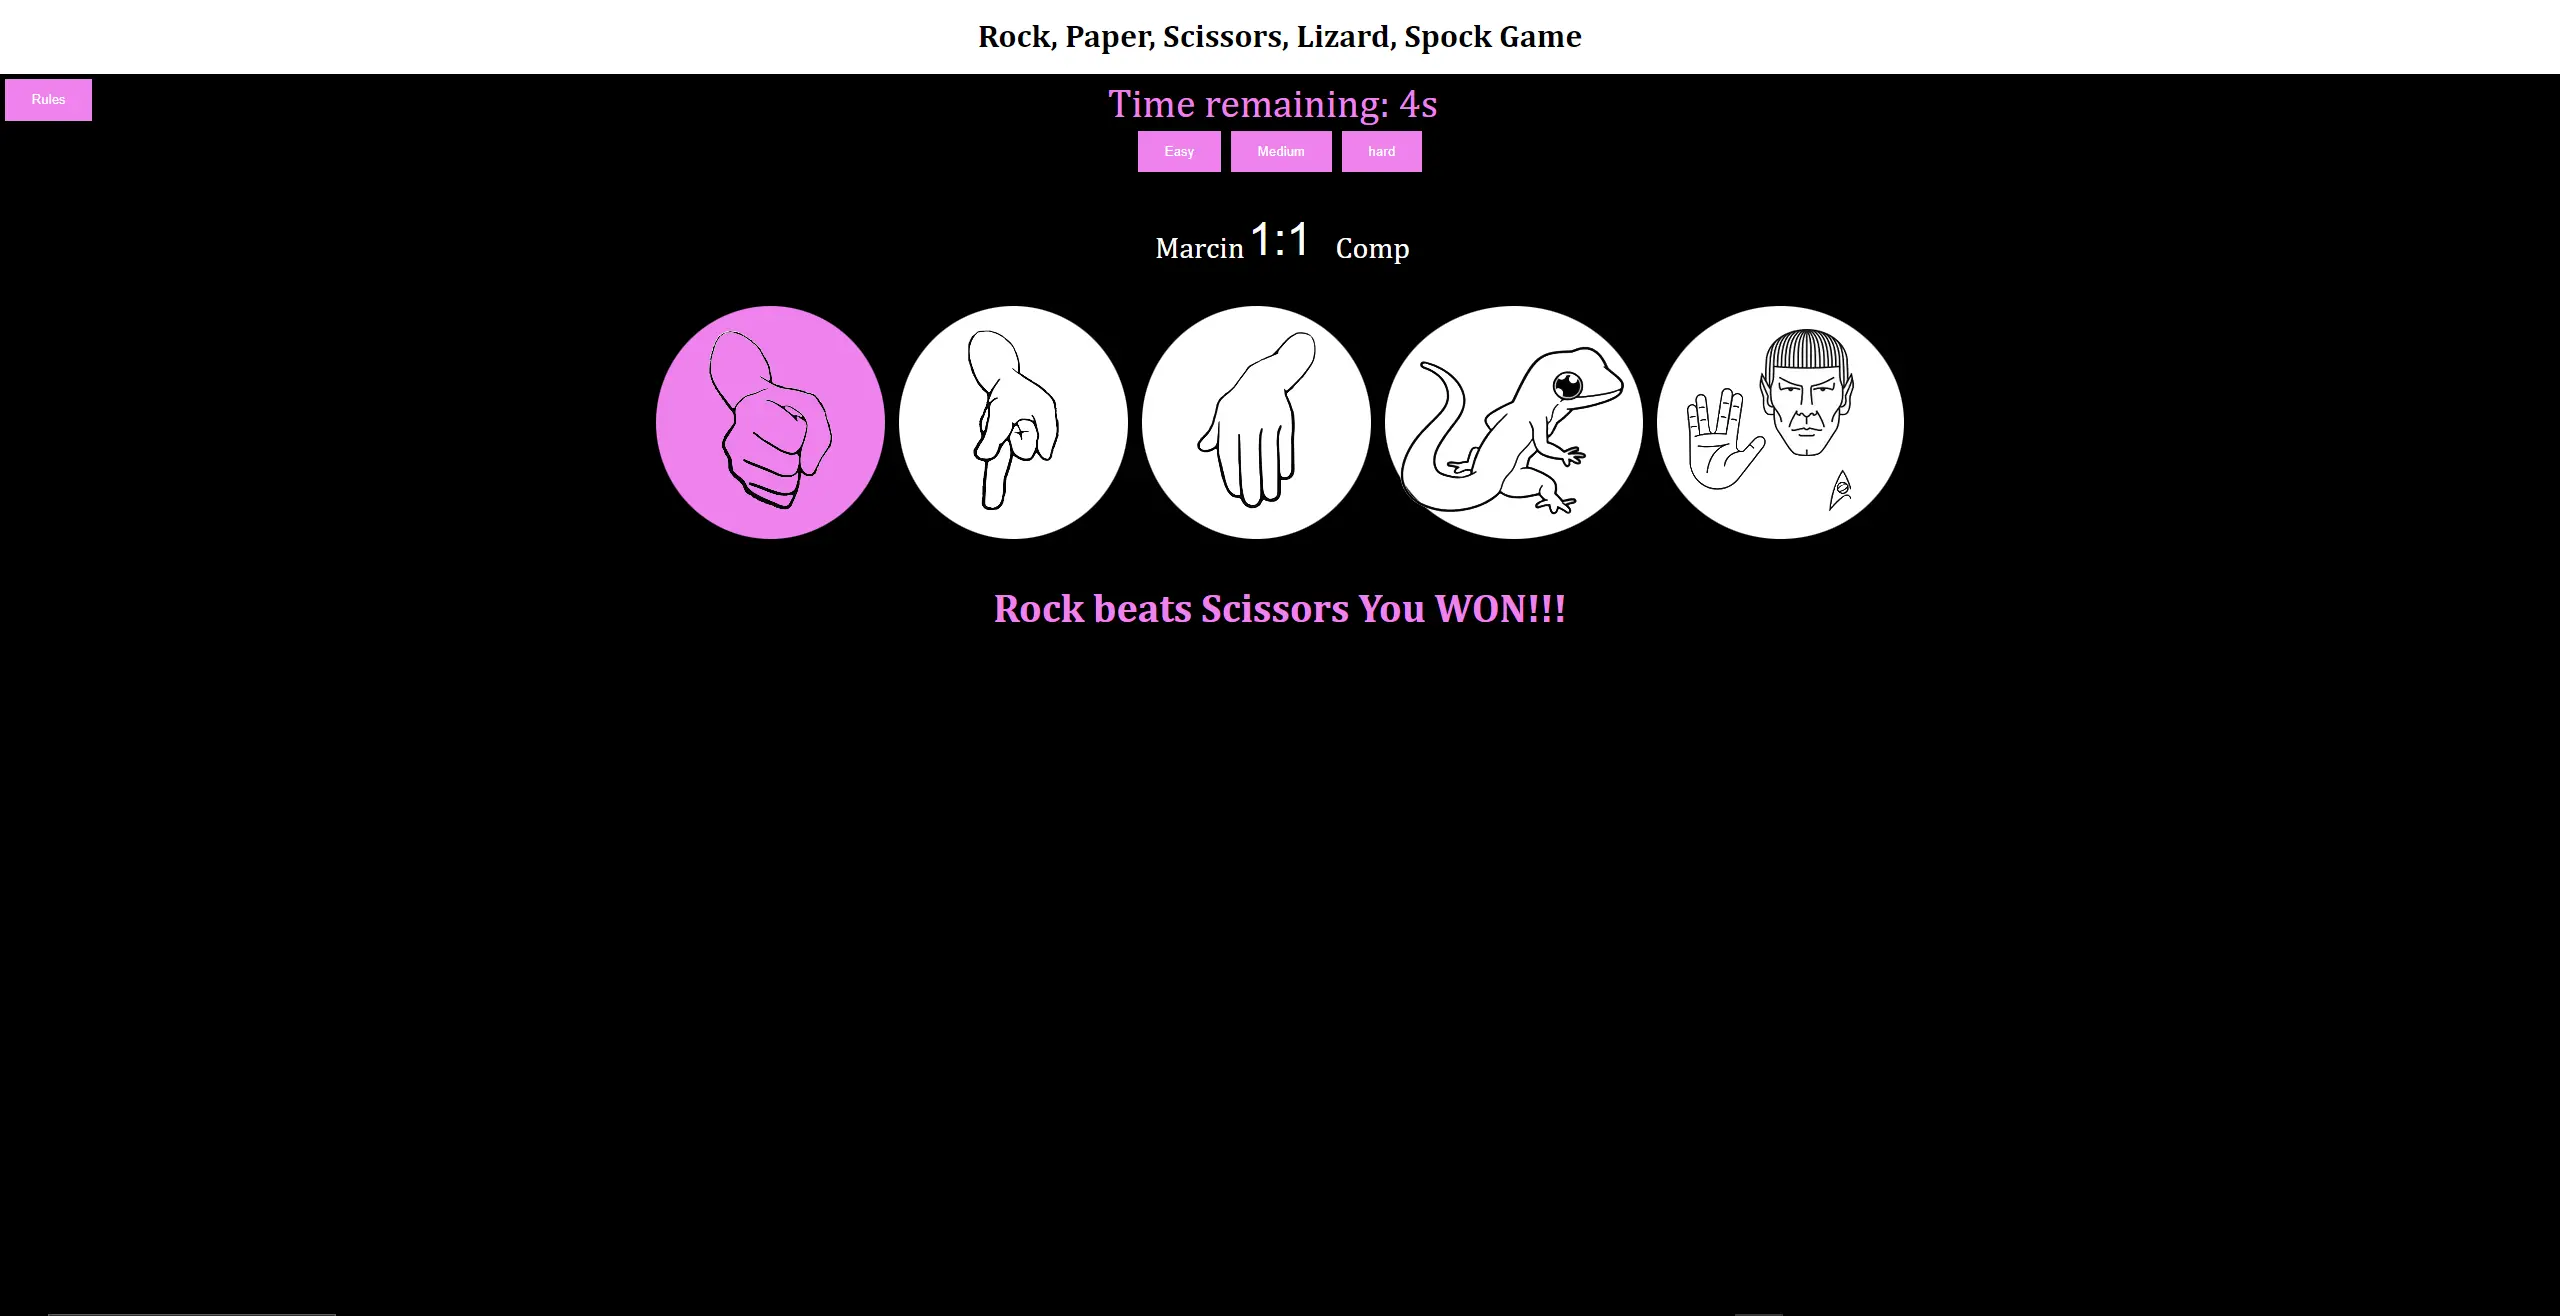 Rock, Paper, Scissors, Lizard, Spock Game
Rules
Time remaining: 4s
Easy Medium hard
Marcin 1:1 Comp
Rock beats Scissors You WON!!!